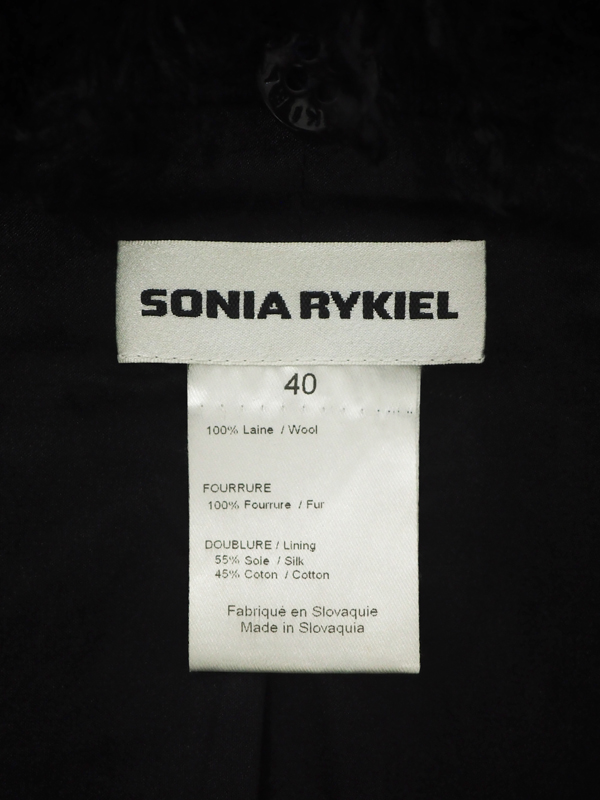 SONIA RYKIEL
40
100% Laine / Wool
FOURRURE
100% Fourrure / Fur
DOUBLURE / Lining
55% Soie / Silk
45% Coton / Cotton
Fabriqué en Slovaquie
Made in Slovaquia